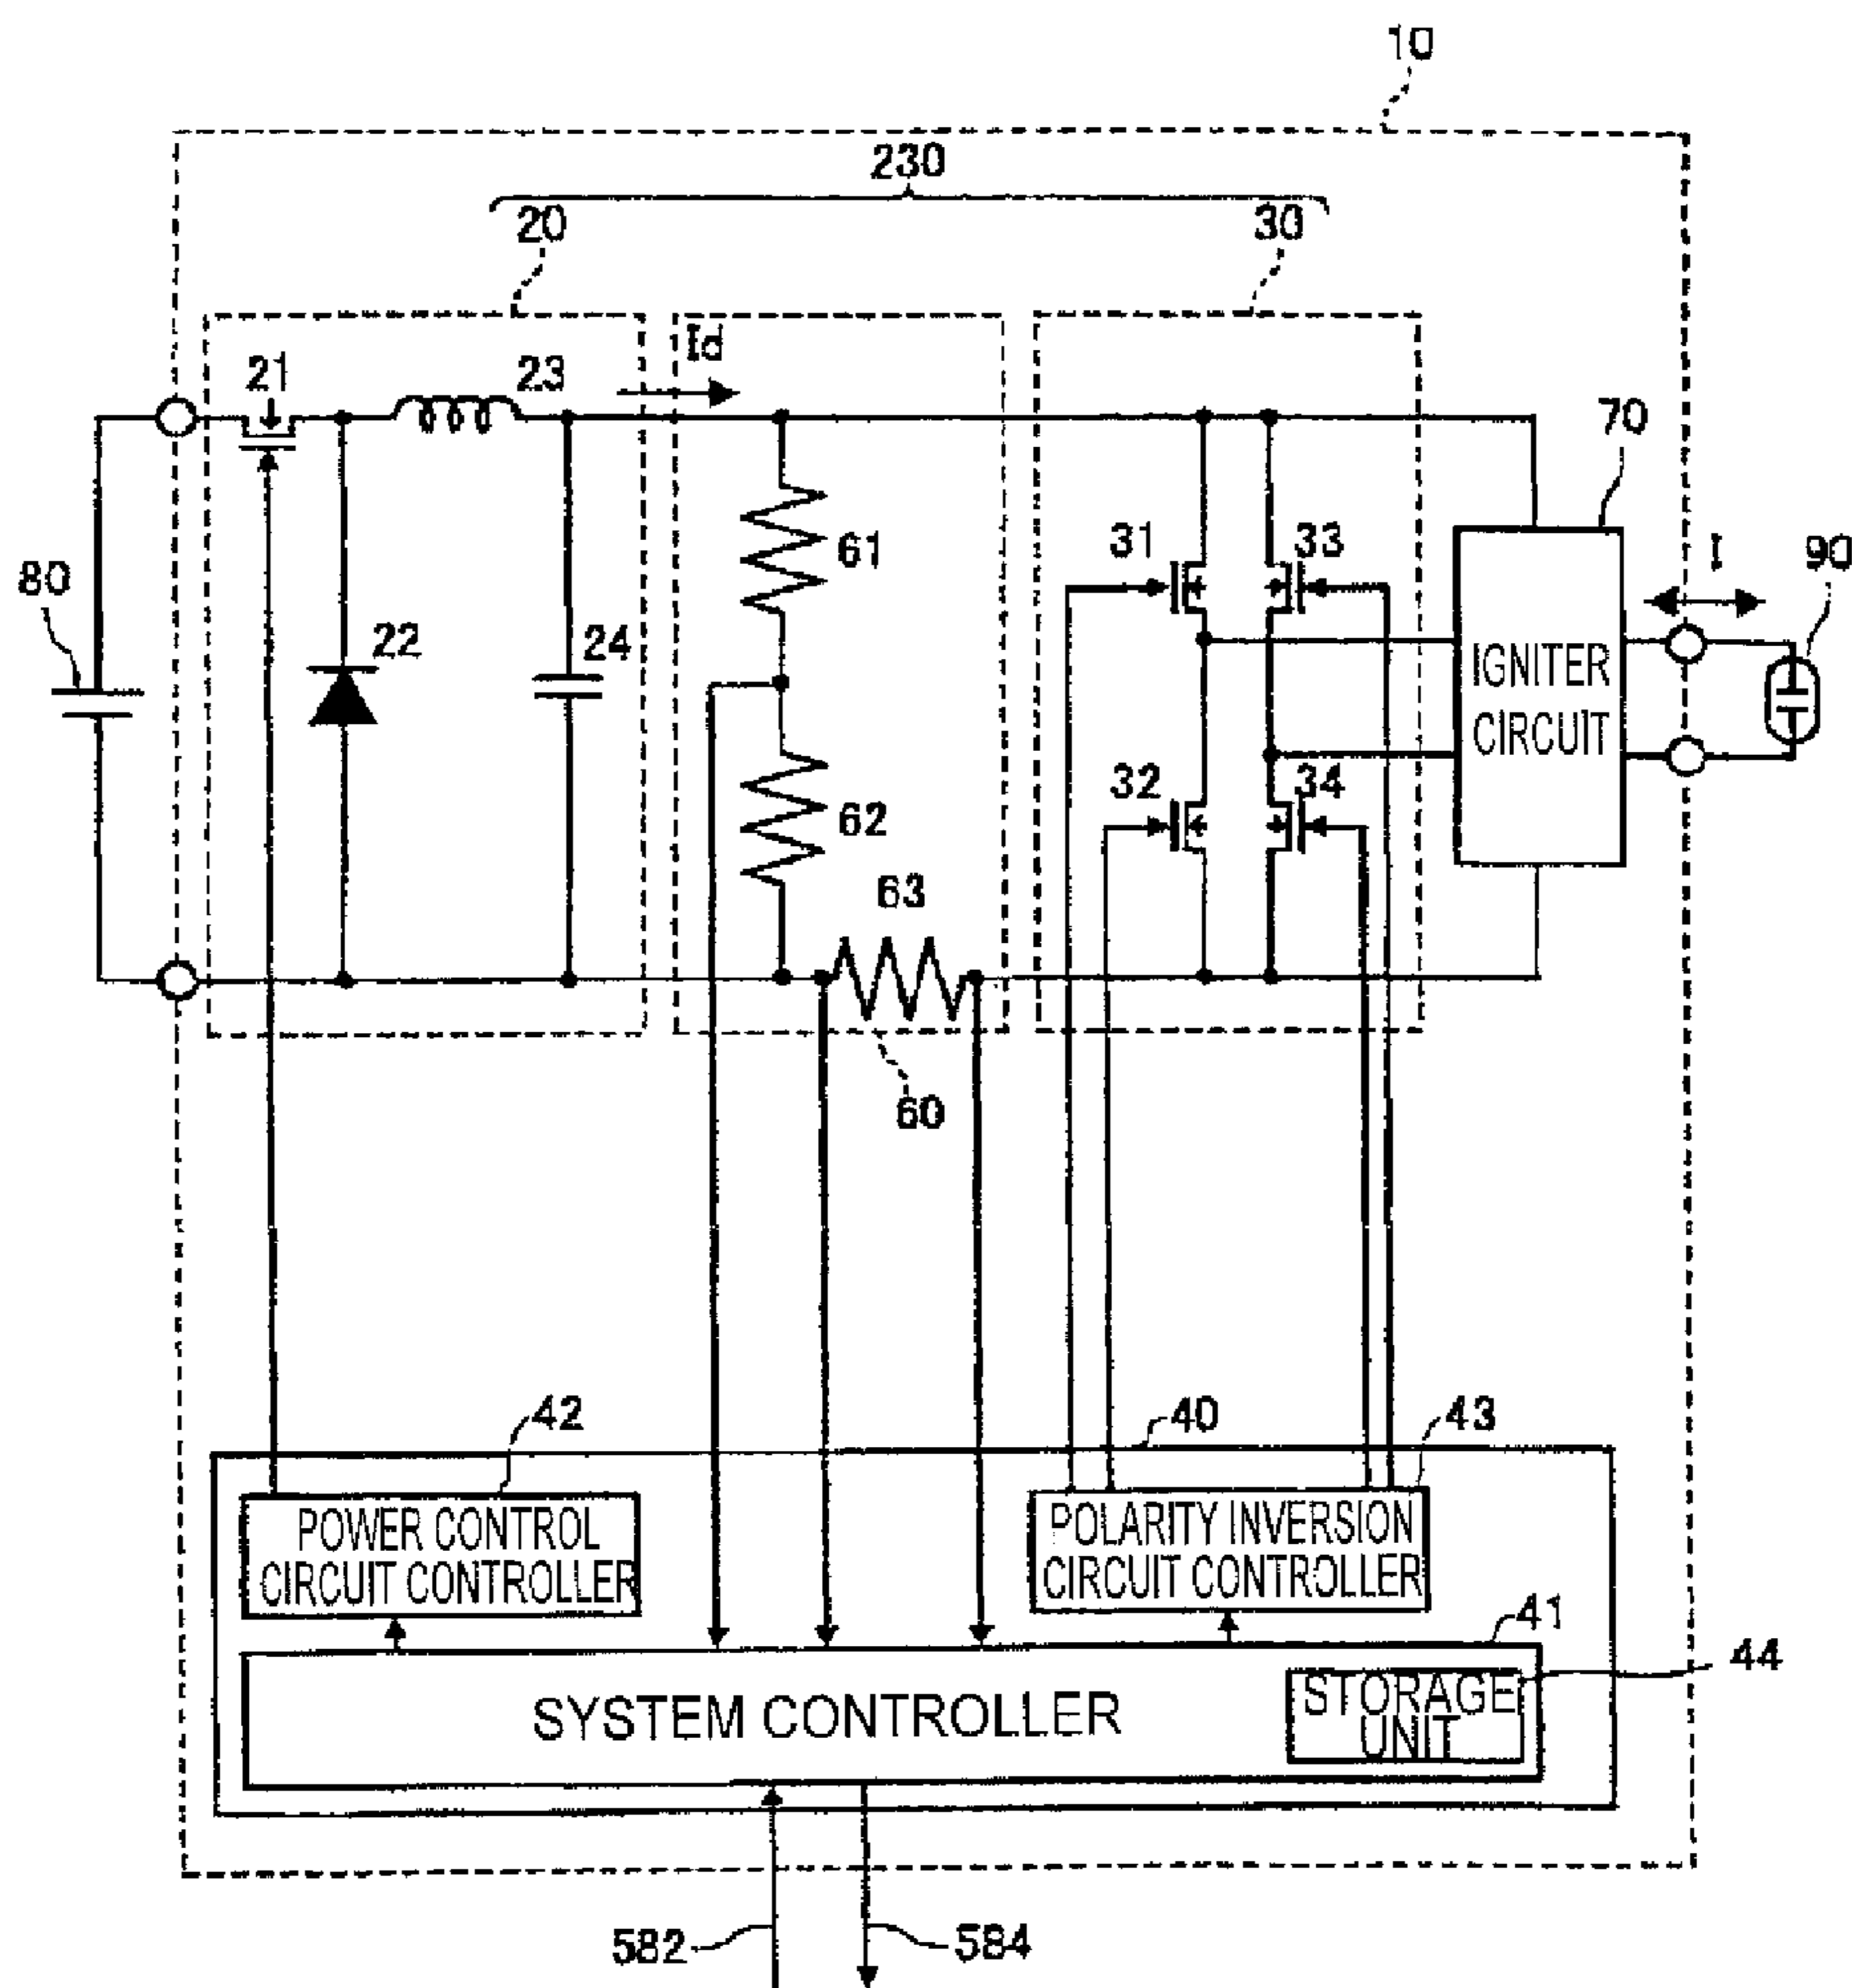 10
230
20
30
Id
21
23
70
61
31
33
I
90
80
22
24
IGNITER
CIRCUIT
62
32
34
63
60
42
40
43
POWER CONTROL
CIRCUIT CONTROLLER
POLARITY INVERSION
CIRCUIT CONTROLLER
41
44
SYSTEM CONTROLLER
STORAGE
UNIT
582
584